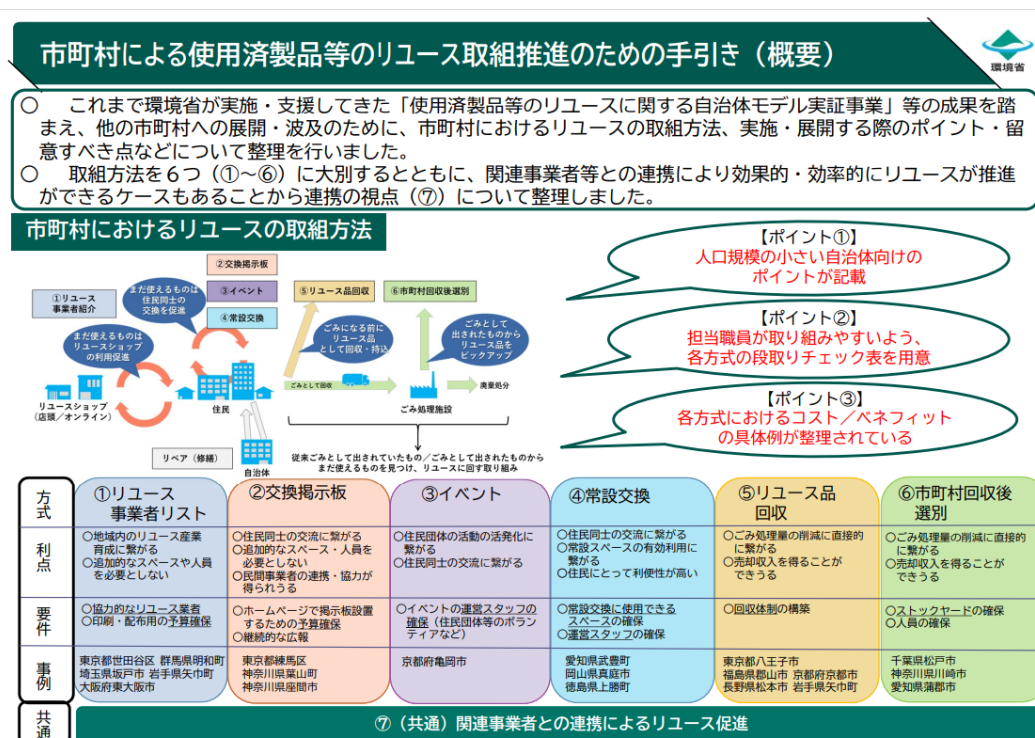 市町村による使用済製品等のリユース取組推進のための手引き（概要）
環境省
○　これまで環境省が実施・支援してきた「使用済製品等のリユースに関する自治体モデル実証事業」等の成果を踏
まえ、他の市町村への展開・波及のために、市町村におけるリユースの取組方法、実施・展開する際のポイント・留
意すべき点などについて整理を行いました。
○　取組方法を６つ（①～⑥）に大別するとともに、関連事業者等との連携により効果的・効率的にリユースが推進
ができるケースもあることから連携の視点（⑦）について整理しました。
市町村におけるリユースの取組方法
②交換掲示板
③イベント
④常設交換
①リユース
事業者紹介
まだ使えるものは
住民同士の
交換を促進
まだ使えるものは
リユースショップ
の利用促進
⑤リユース品回収
⑥市町村回収後選別
ごみになる前に
リユース品
として回収・持込
ごみとして
出されたものから
リユース品を
ピックアップ
ごみとして回収
廃棄処分
リユースショップ
（店頭／オンライン）
住民
ごみ処理施設
リペア（修繕）
自治体
従来ごみとして出されていたもの／ごみとして出されたものから
まだ使えるものを見つけ、リユースに回す取り組み
【ポイント①】
人口規模の小さい自治体向けの
ポイントが記載
【ポイント②】
担当職員が取り組みやすいよう、
各方式の段取りチェック表を用意
【ポイント③】
各方式におけるコスト／ベネフィット
の具体例が整理されている
方式
①リユース
事業者リスト
②交換掲示板
③イベント
④常設交換
⑤リユース品
回収
⑥市町村回収後
選別
利点
○地域内のリユース産業
育成に繋がる
○追加的なスペースや人員
を必要としない
○住民同士の交流に繋がる
○追加的なスペース・人員を
必要としない
○民間事業者の連携・協力が
得られうる
○住民団体の活動の活発化に
繋がる
○住民同士の交流に繋がる
○住民同士の交流に繋がる
○常設スペースの有効利用に
繋がる
○住民にとって利便性が高い
○ごみ処理量の削減に直接的
に繋がる
○売却収入を得ることが
できうる
○ごみ処理量の削減に直接的
に繋がる
○売却収入を得ることが
できうる
要件
○協力的なリユース業者
○印刷・配布用の予算確保
○ホームページで掲示板設置
するための予算確保
○継続的な広報
○イベントの運営スタッフの
確保（住民団体等のボラン
ティアなど）
○常設交換に使用できる
スペースの確保
○運営スタッフの確保
○回収体制の構築
○ストックヤードの確保
○人員の確保
事例
東京都世田谷区 群馬県明和町
埼玉県坂戸市 岩手県矢巾町
大阪府東大阪市
東京都練馬区
神奈川県葉山町
神奈川県座間市
京都府亀岡市
愛知県武豊町
岡山県真庭市
徳島県上勝町
東京都八王子市
福島県郡山市 京都府京都市
長野県松本市 岩手県矢巾町
千葉県松戸市
神奈川県川崎市
愛知県蒲郡市
共通
⑦（共通）関連事業者との連携によるリユース促進